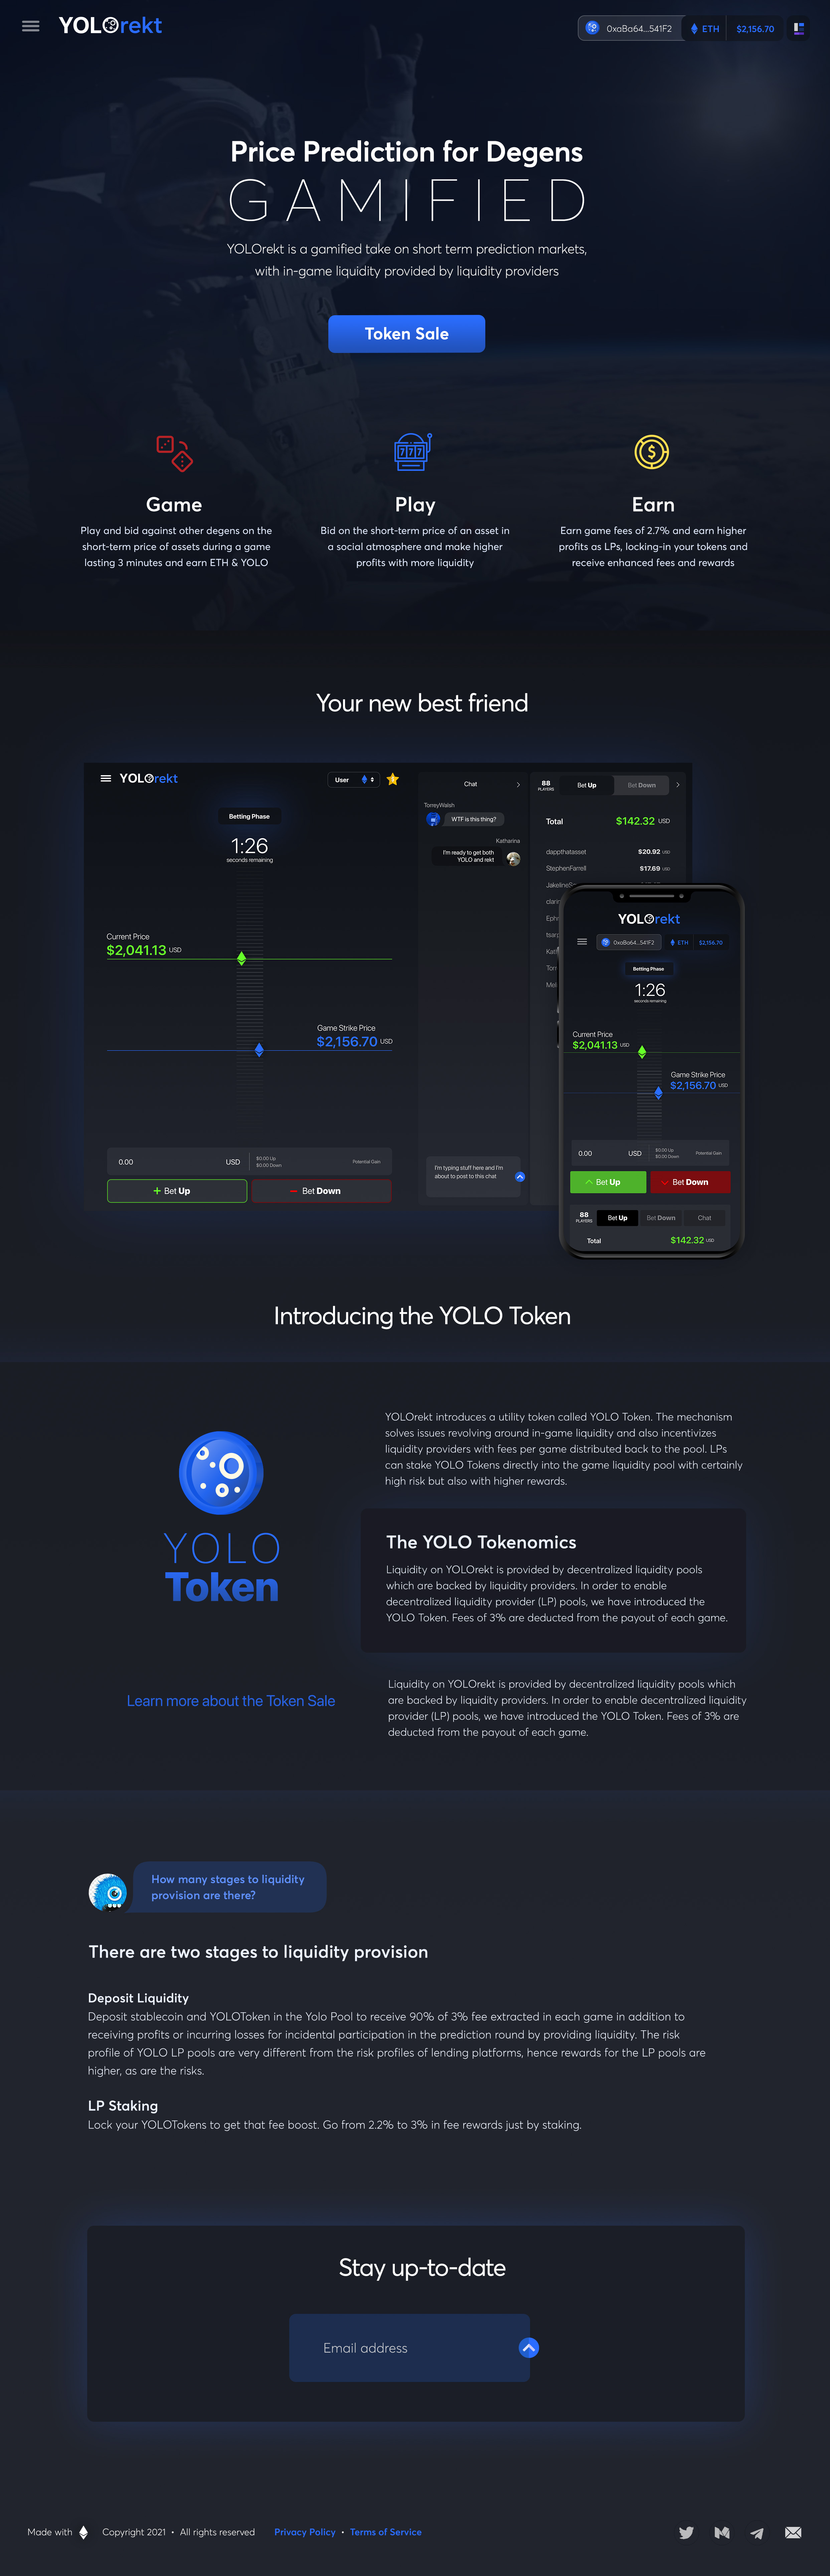 YOLOrekt
0xaBa64...541F2
ETH
$2,156.70
Price Prediction for Degens
GAMIFIED
YOLOrekt is a gamified take on short term prediction markets,
with in-game liquidity provided by liquidity providers
Token Sale
777
Game
Play and bid against other degens on the
short-term price of assets during a game
lasting 3 minutes and earn ETH & YOLO
Play
Bid on the short-term price of an asset in
a social atmosphere and make higher
profits with more liquidity
Earn
Earn game fees of 2.7% and earn higher
profits as LPs, locking-in your tokens and
receive enhanced fees and rewards
Your new best friend
YOLOrekt
User
Betting Phase
1:26
seconds remaining
Current Price
$2,041.13 USD
Game Strike Price
$2,156.70 USD
0.00
USD
$0.00 Up
$0.00 Down
Potential Gain
+ Bet Up
− Bet Down
Chat
TorreyWalsh
WTF is this thing?
Katharina
I'm ready to get both
YOLO and rekt
I'm typing stuff here and I'm
about to post to this chat
88
PLAYERS
Bet Up
Bet Down
Total
$142.32 USD
dappthatasset
$20.92 USD
StephenFarrell
$17.69 USD
YOLOrekt
0xaBa64...541F2
ETH
$2,156.70
Betting Phase
1:26
seconds remaining
Current Price
$2,041.13 USD
Game Strike Price
$2,156.70 USD
0.00
USD
$0.00 Up
$0.00 Down
Potential Gain
Bet Up
Bet Down
88
PLAYERS
Bet Up
Bet Down
Chat
Total
$142.32 USD
Introducing the YOLO Token
YOLO
Token
Learn more about the Token Sale
YOLOrekt introduces a utility token called YOLO Token. The mechanism
solves issues revolving around in-game liquidity and also incentivizes
liquidity providers with fees per game distributed back to the pool. LPs
can stake YOLO Tokens directly into the game liquidity pool with certainly
high risk but also with higher rewards.
The YOLO Tokenomics
Liquidity on YOLOrekt is provided by decentralized liquidity pools
which are backed by liquidity providers. In order to enable
decentralized liquidity provider (LP) pools, we have introduced the
YOLO Token. Fees of 3% are deducted from the payout of each game.
Liquidity on YOLOrekt is provided by decentralized liquidity pools which
are backed by liquidity providers. In order to enable decentralized liquidity
provider (LP) pools, we have introduced the YOLO Token. Fees of 3% are
deducted from the payout of each game.
How many stages to liquidity
provision are there?
There are two stages to liquidity provision
Deposit Liquidity
Deposit stablecoin and YOLOToken in the Yolo Pool to receive 90% of 3% fee extracted in each game in addition to
receiving profits or incurring losses for incidental participation in the prediction round by providing liquidity. The risk
profile of YOLO LP pools are very different from the risk profiles of lending platforms, hence rewards for the LP pools are
higher, as are the risks.
LP Staking
Lock your YOLOTokens to get that fee boost. Go from 2.2% to 3% in fee rewards just by staking.
Stay up-to-date
Email address
Made with
Copyright 2021 • All rights reserved
Privacy Policy • Terms of Service